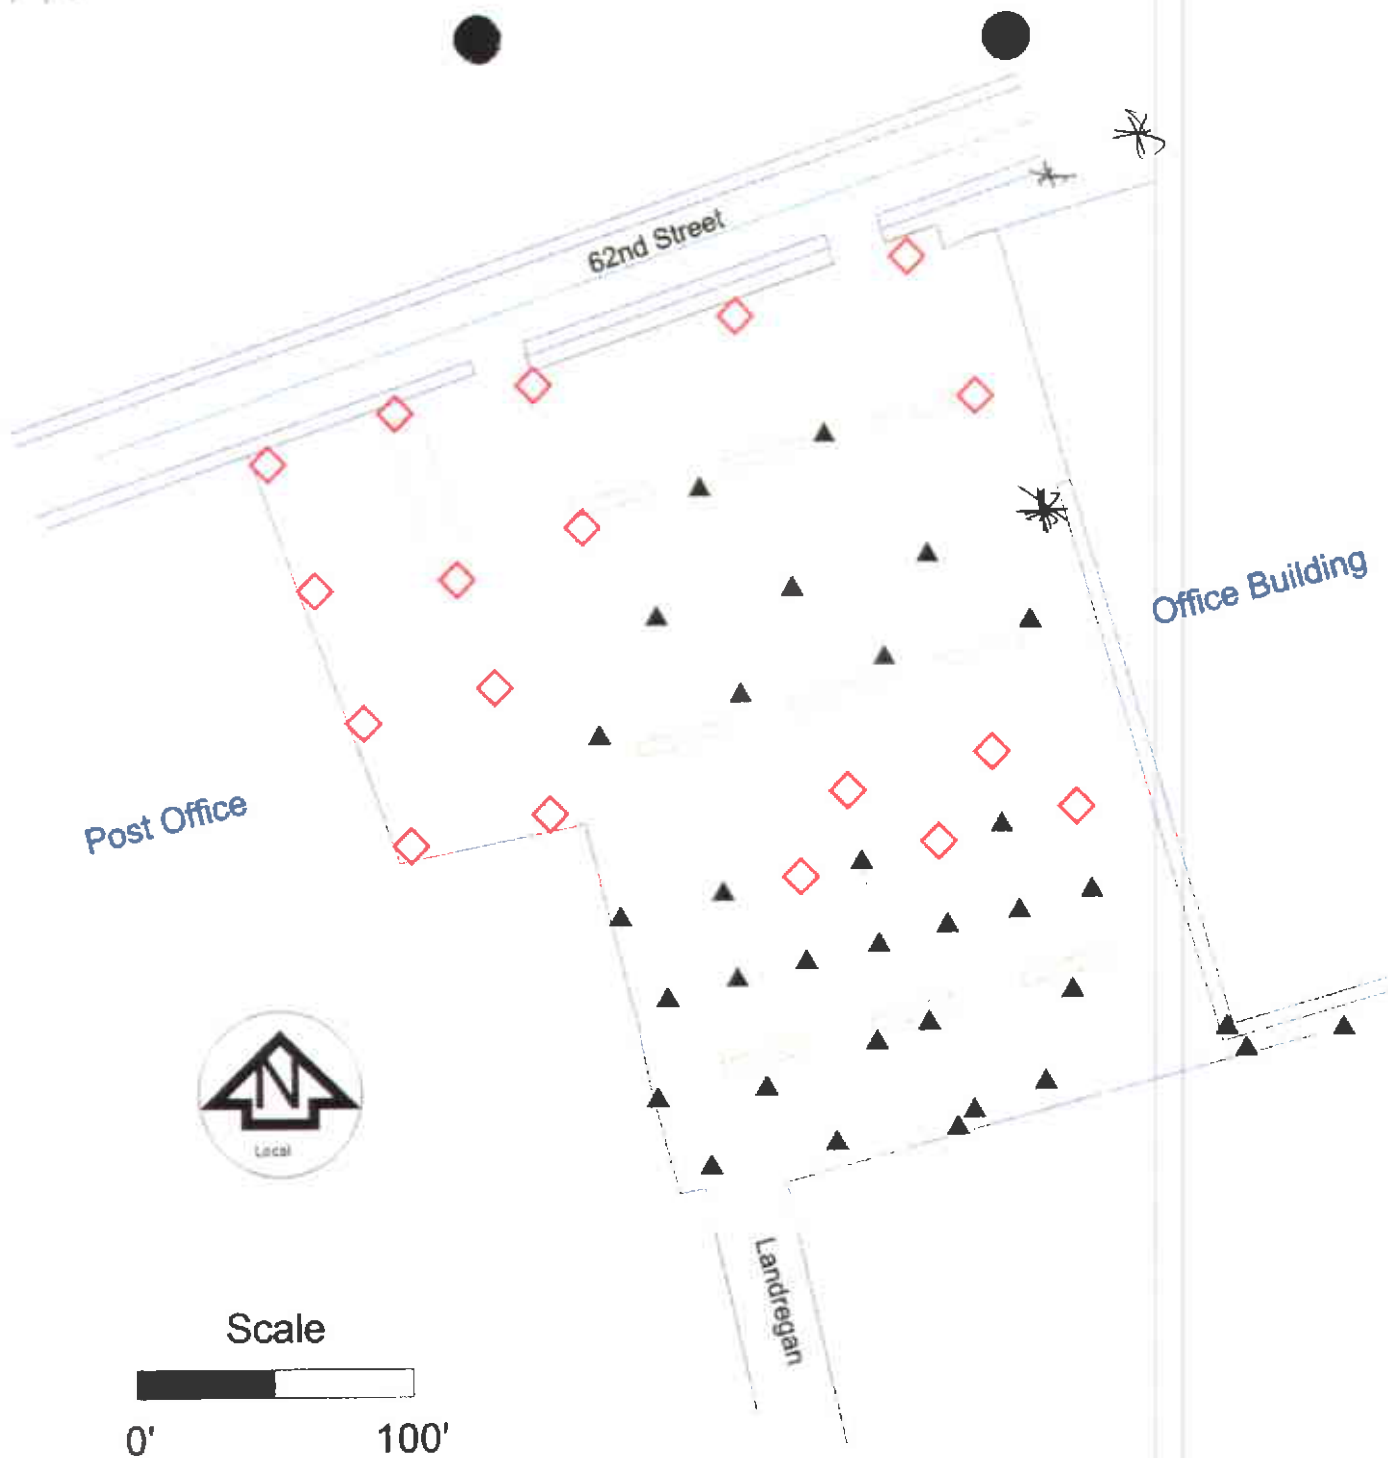 62nd Street
Office Building
Post Office
N
Local
Landregan
Scale
0' 100'